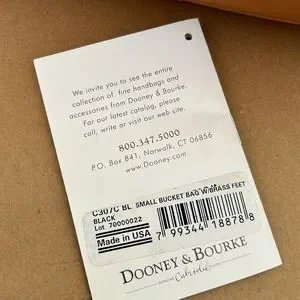 We invite you to see the entire
collection of fine handbags and
accessories from Dooney & Bourke.
For our latest catalog, please
call, write or visit our web-site.
800.347.5000
P.O. Box 841, Norwalk, CT 06856
www.Dooney.com
C307C BL SMALL BUCKET BAG W/BRASS FEET
BLACK
Lot 70000022
Made in USA
7 99344 18878 8
DOONEY & BOURKE